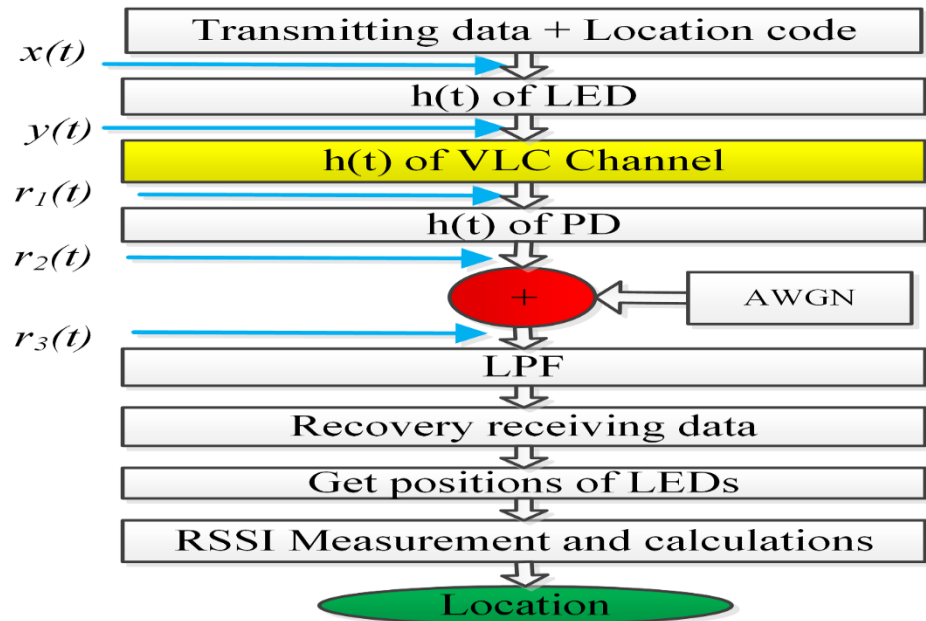 Transmitting data + Location code
x(t)
h(t) of LED
y(t)
h(t) of VLC Channel
r₁(t)
h(t) of PD
r₂(t)
+
AWGN
r₃(t)
LPF
Recovery receiving data
Get positions of LEDs
RSSI Measurement and calculations
Location